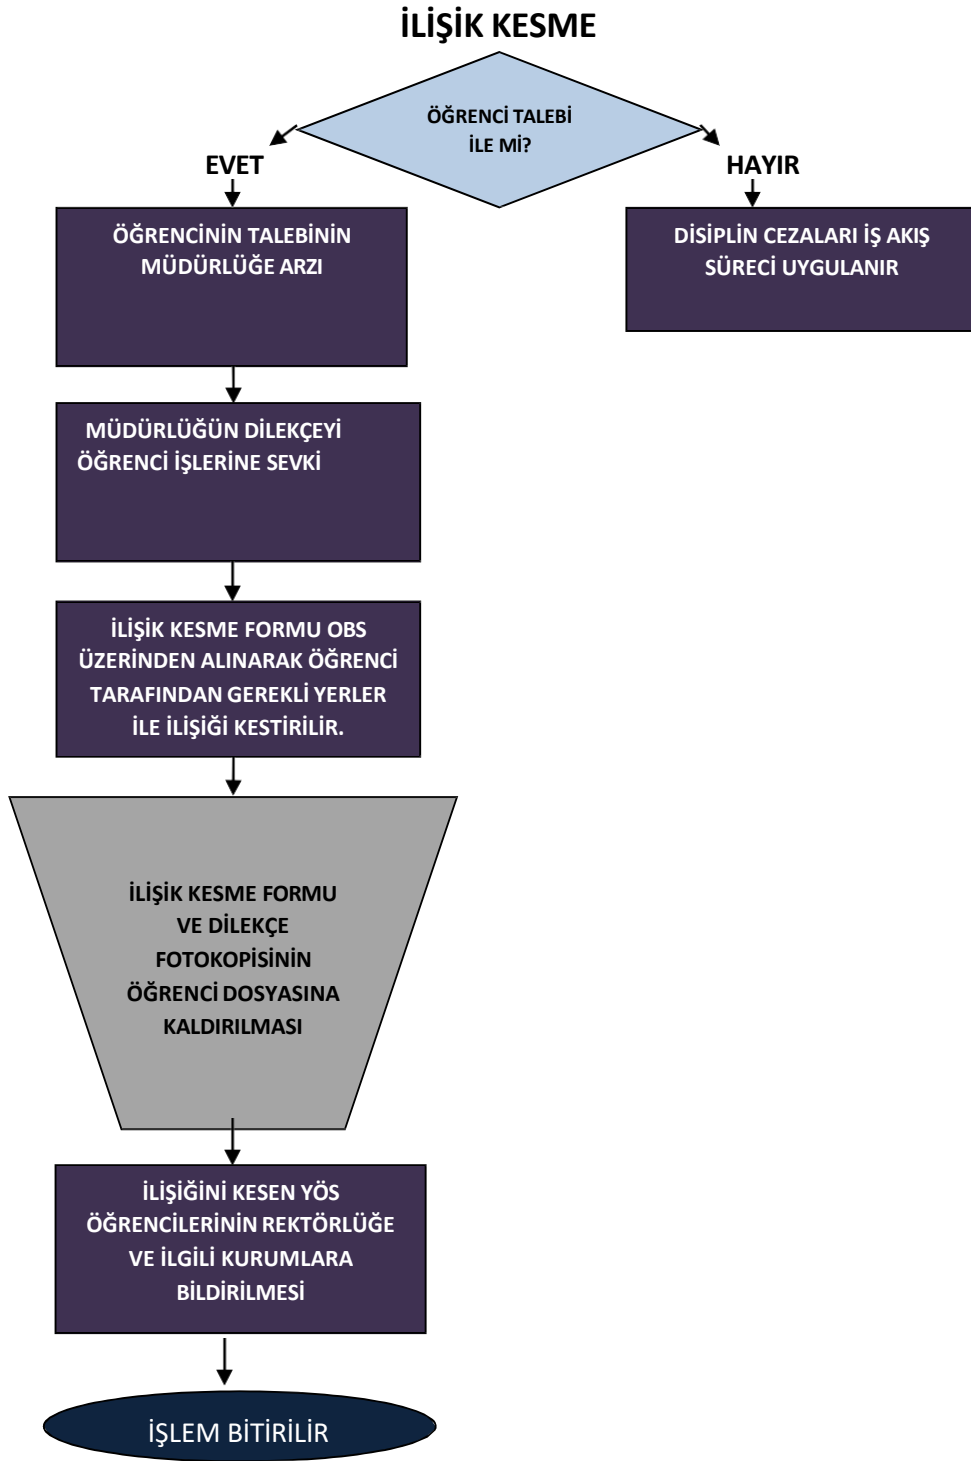 İLİŞİK KESME
ÖĞRENCİ TALEBİ
İLE Mİ?
EVET
HAYIR
ÖĞRENCİNİN TALEBİNİN
MÜDÜRLÜĞE ARZI
DİSİPLİN CEZALARI İŞ AKIŞ
SÜRECİ UYGULANIR
MÜDÜRLÜĞÜN DİLEKÇEYİ
ÖĞRENCİ İŞLERİNE SEVKİ
İLİŞİK KESME FORMU OBS
ÜZERİNDEN ALINARAK ÖĞRENCİ
TARAFINDAN GEREKLİ YERLER
İLE İLİŞİĞİ KESTİRİLİR.
İLİŞİK KESME FORMU
VE DİLEKÇE
FOTOKOPİSİNİN
ÖĞRENCİ DOSYASINA
KALDIRILMASI
İLİŞİĞİNİ KESEN YÖS
ÖĞRENCİLERİNİN REKTÖRLÜĞE
VE İLGİLİ KURUMLARA
BİLDİRİLMESİ
İŞLEM BİTİRİLİR